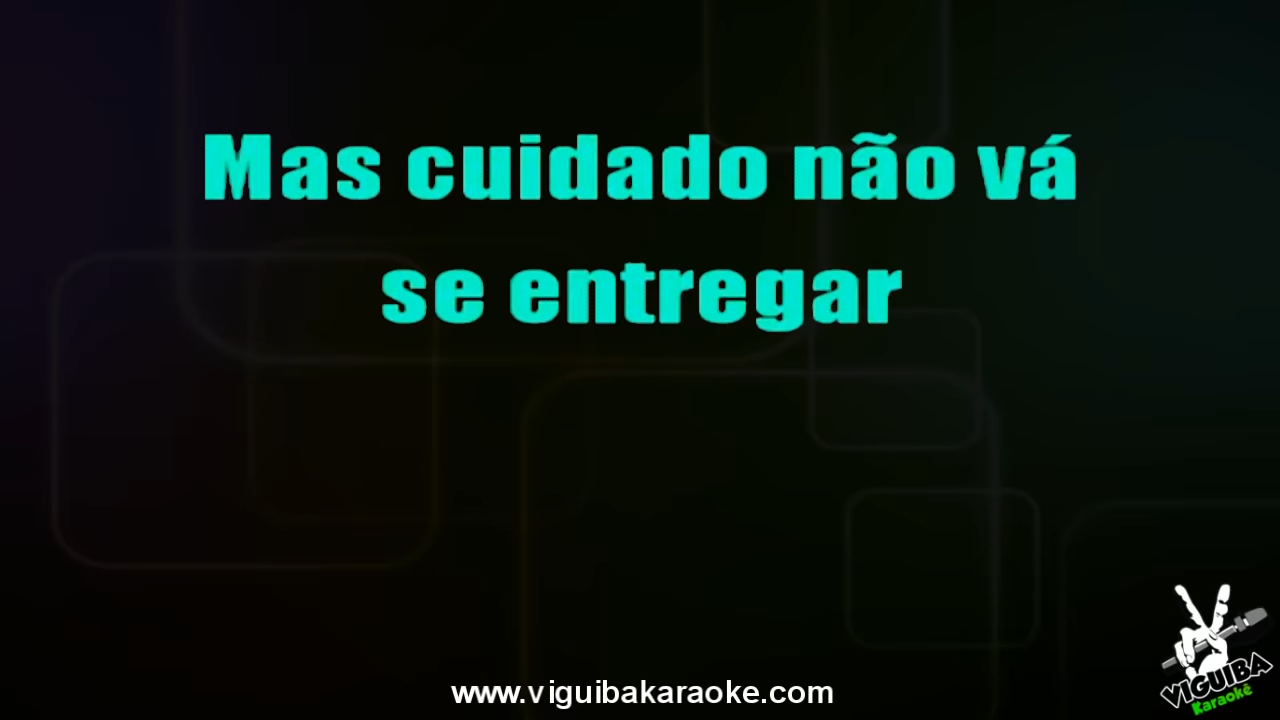 Mas cuidado não vá
se entregar
www.viguibakaraoke.com
VIGUIBA
Karaokê